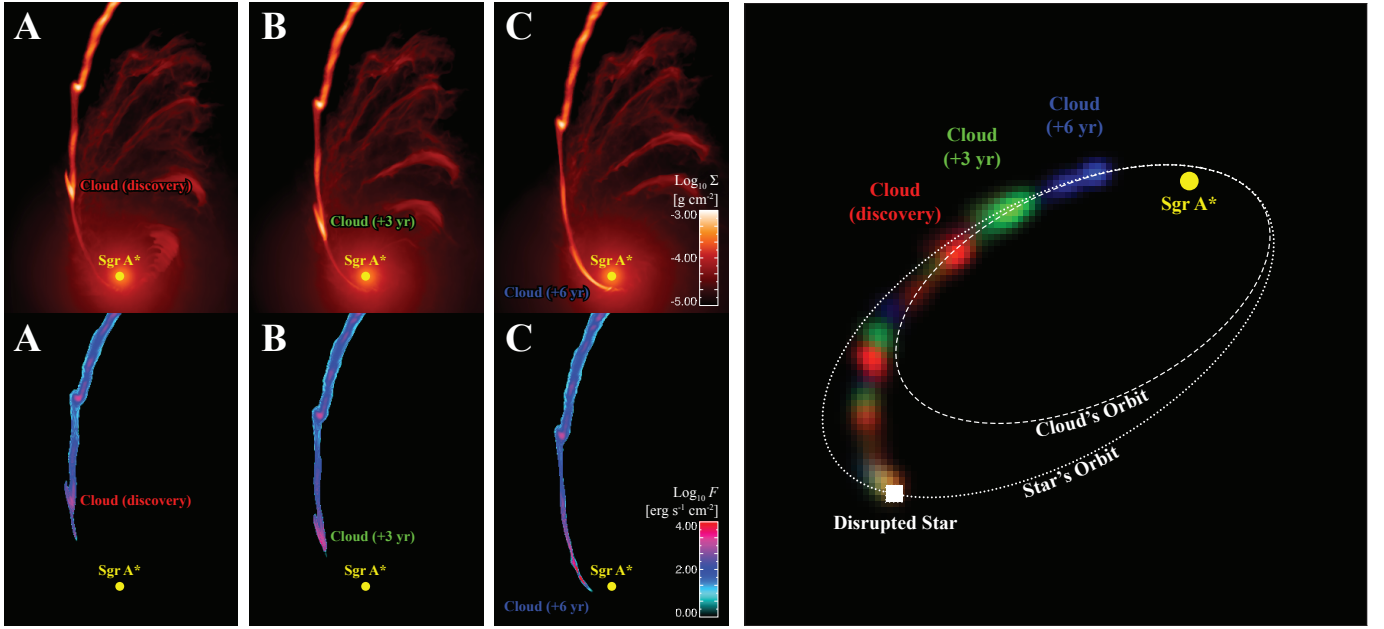 A
Cloud (discovery)
Sgr A*
B
Cloud (+3 yr)
Sgr A*
C
Log₁₀ Σ
[g cm⁻²]
-3.00
-4.00
-5.00
Sgr A*
Cloud (+6 yr)
A
Cloud (discovery)
Sgr A*
B
Cloud (+3 yr)
Sgr A*
C
Log₁₀ F
[erg s⁻¹ cm⁻²]
4.00
2.00
0.00
Sgr A*
Cloud (+6 yr)
Cloud
(+6 yr)
Cloud
(+3 yr)
Cloud
(discovery)
Sgr A*
Cloud's Orbit
Star's Orbit
Disrupted Star